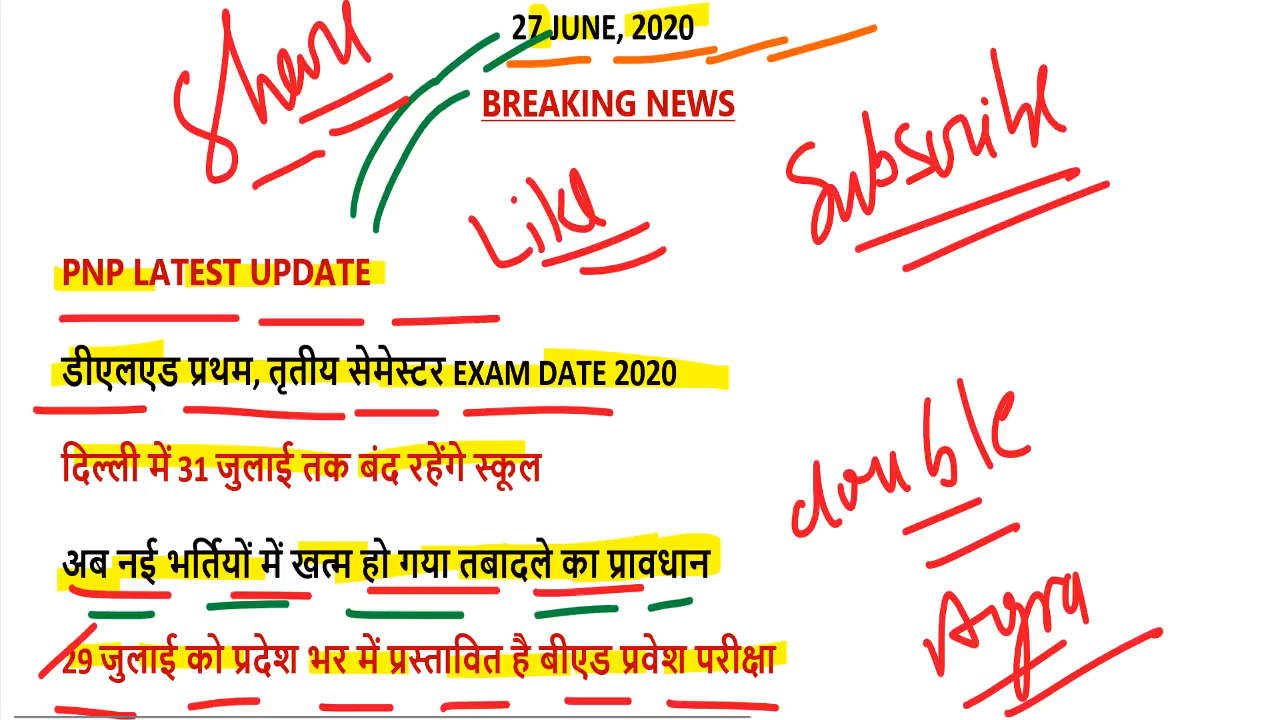 27 JUNE, 2020
BREAKING NEWS
Share
Subscribe
Like
PNP LATEST UPDATE
डीएलएड प्रथम, तृतीय सेमेस्टर EXAM DATE 2020
दिल्ली में 31 जुलाई तक बंद रहेंगे स्कूल
double
अब नई भर्तियों में खत्म हो गया तबादले का प्रावधान
Agra
29 जुलाई को प्रदेश भर में प्रस्तावित है बीएड प्रवेश परीक्षा